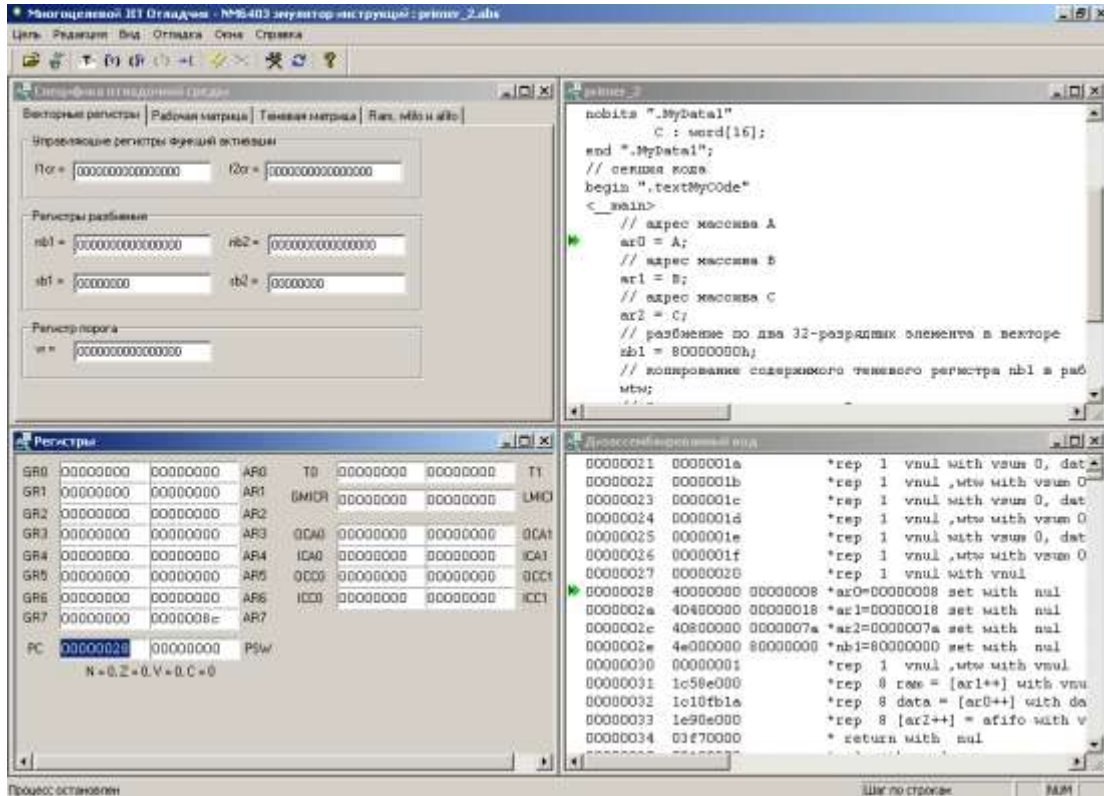 Многоцелевой JIT Отладчик - NM6403 эмулятор инструкций : primer_2.abs
Цель Редакция Вид Отладка Окна Справка
Специфика отладочной среды
Векторные регистры Рабочая матрица Теневая матрица Ram, wfifo и afifo
Управляющие регистры функций активации
f1cr = 0000000000000000 f2cr = 0000000000000000
Регистры разбиения
nb1 = 0000000000000000 nb2 = 0000000000000000
sb1 = 00000000 sb2 = 00000000
Регистр порога
vr = 0000000000000000
primer_2
nobits ".MyData1"
C : word[16];
end ".MyData1";
// секция кода
begin ".textMyCOde"
<__main>
// адрес массива A
ar0 = A;
// адрес массива B
ar1 = B;
// адрес массива C
ar2 = C;
// разбиение по два 32-разрядных элемента в векторе
nb1 = 80000000h;
// копирование содержимого теневого регистра nb1 в раб
wtw;
Регистры
GR0 00000000 00000000 AR0 T0 00000000 00000000 T1
GR1 00000000 00000000 AR1 GMICR 00000000 00000000 LMICI
GR2 00000000 00000000 AR2
GR3 00000000 00000000 AR3 OCA0 00000000 00000000 OCA1
GR4 00000000 00000000 AR4 ICA0 00000000 00000000 ICA1
GR5 00000000 00000000 AR5 OCC0 00000000 00000000 OCC1
GR6 00000000 00000000 AR6 ICC0 00000000 00000000 ICC1
GR7 00000000 0000008c AR7
PC 00000028 00000000 PSW
N = 0, Z = 0, V = 0, C = 0
Дизассемблированный код
00000021 0000001a *rep 1 vnul with vsum 0, dat
00000022 0000001b *rep 1 vnul ,wtw with vsum 0
00000023 0000001c *rep 1 vnul with vsum 0, dat
00000024 0000001d *rep 1 vnul ,wtw with vsum 0
00000025 0000001e *rep 1 vnul with vsum 0, dat
00000026 0000001f *rep 1 vnul ,wtw with vsum 0
00000027 00000020 *rep 1 vnul with vnul
00000028 40000000 00000008 *ar0=00000008 set with nul
0000002a 40400000 00000018 *ar1=00000018 set with nul
0000002c 40800000 0000007a *ar2=0000007a set with nul
0000002e 4e000000 80000000 *nb1=80000000 set with nul
00000030 00000001 *rep 1 vnul ,wtw with vnul
00000031 1c58e000 *rep 8 ram = [ar1++] with vnu
00000032 1c18fb1a *rep 8 data = [ar0++] with da
00000033 1e90e000 *rep 8 [ar2++] = afifo with v
00000034 03f70000 * return with nul
Процесс остановлен Шаг по строкам NUM